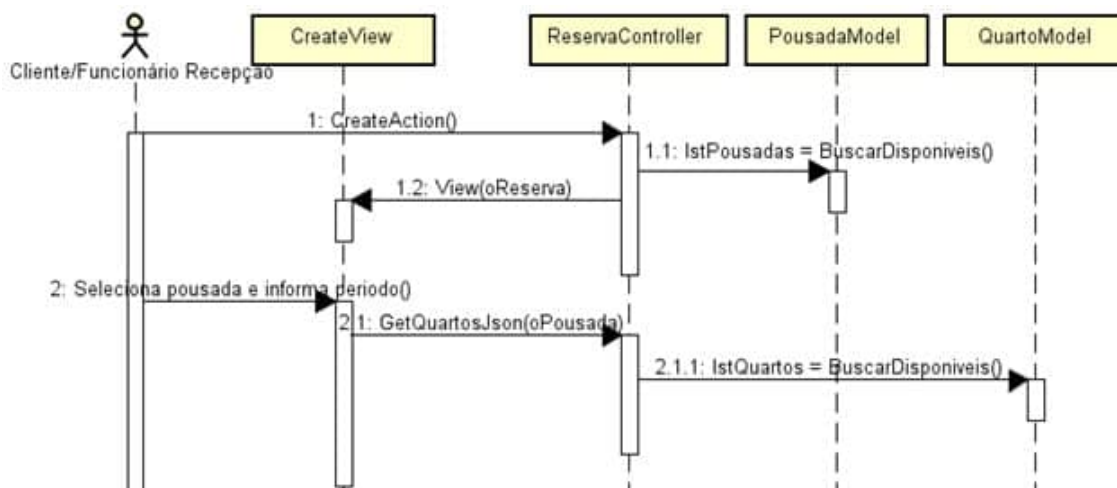 CreateView
ReservaController
PousadaModel
QuartoModel
Cliente/Funcionário Recepção
1: CreateAction()
1.1: lstPousadas = BuscarDisponiveis()
1.2: View(oReserva)
2: Seleciona pousada e informa periodo()
2.1: GetQuartosJson(oPousada)
2.1.1: lstQuartos = BuscarDisponiveis()